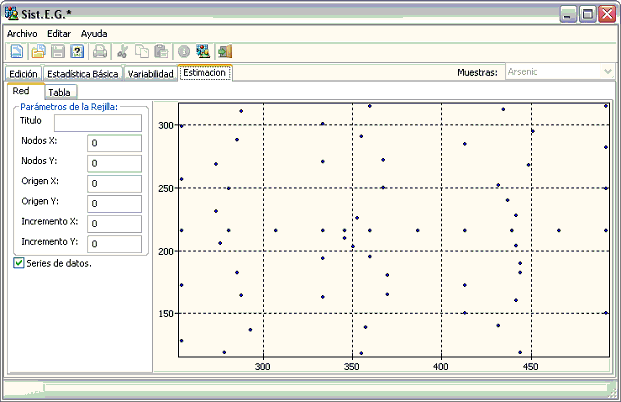 Sist.E.G.*
Archivo Editar Ayuda
Edición Estadística Básica Variabilidad Estimacion Muestras: Arsenic
Red Tabla
Parámetros de la Rejilla:
Titulo
Nodos X: 0
Nodos Y: 0
Origen X: 0
Origen Y: 0
Incremento X: 0
Incremento Y: 0
Series de datos.
300
250
200
150
300 350 400 450